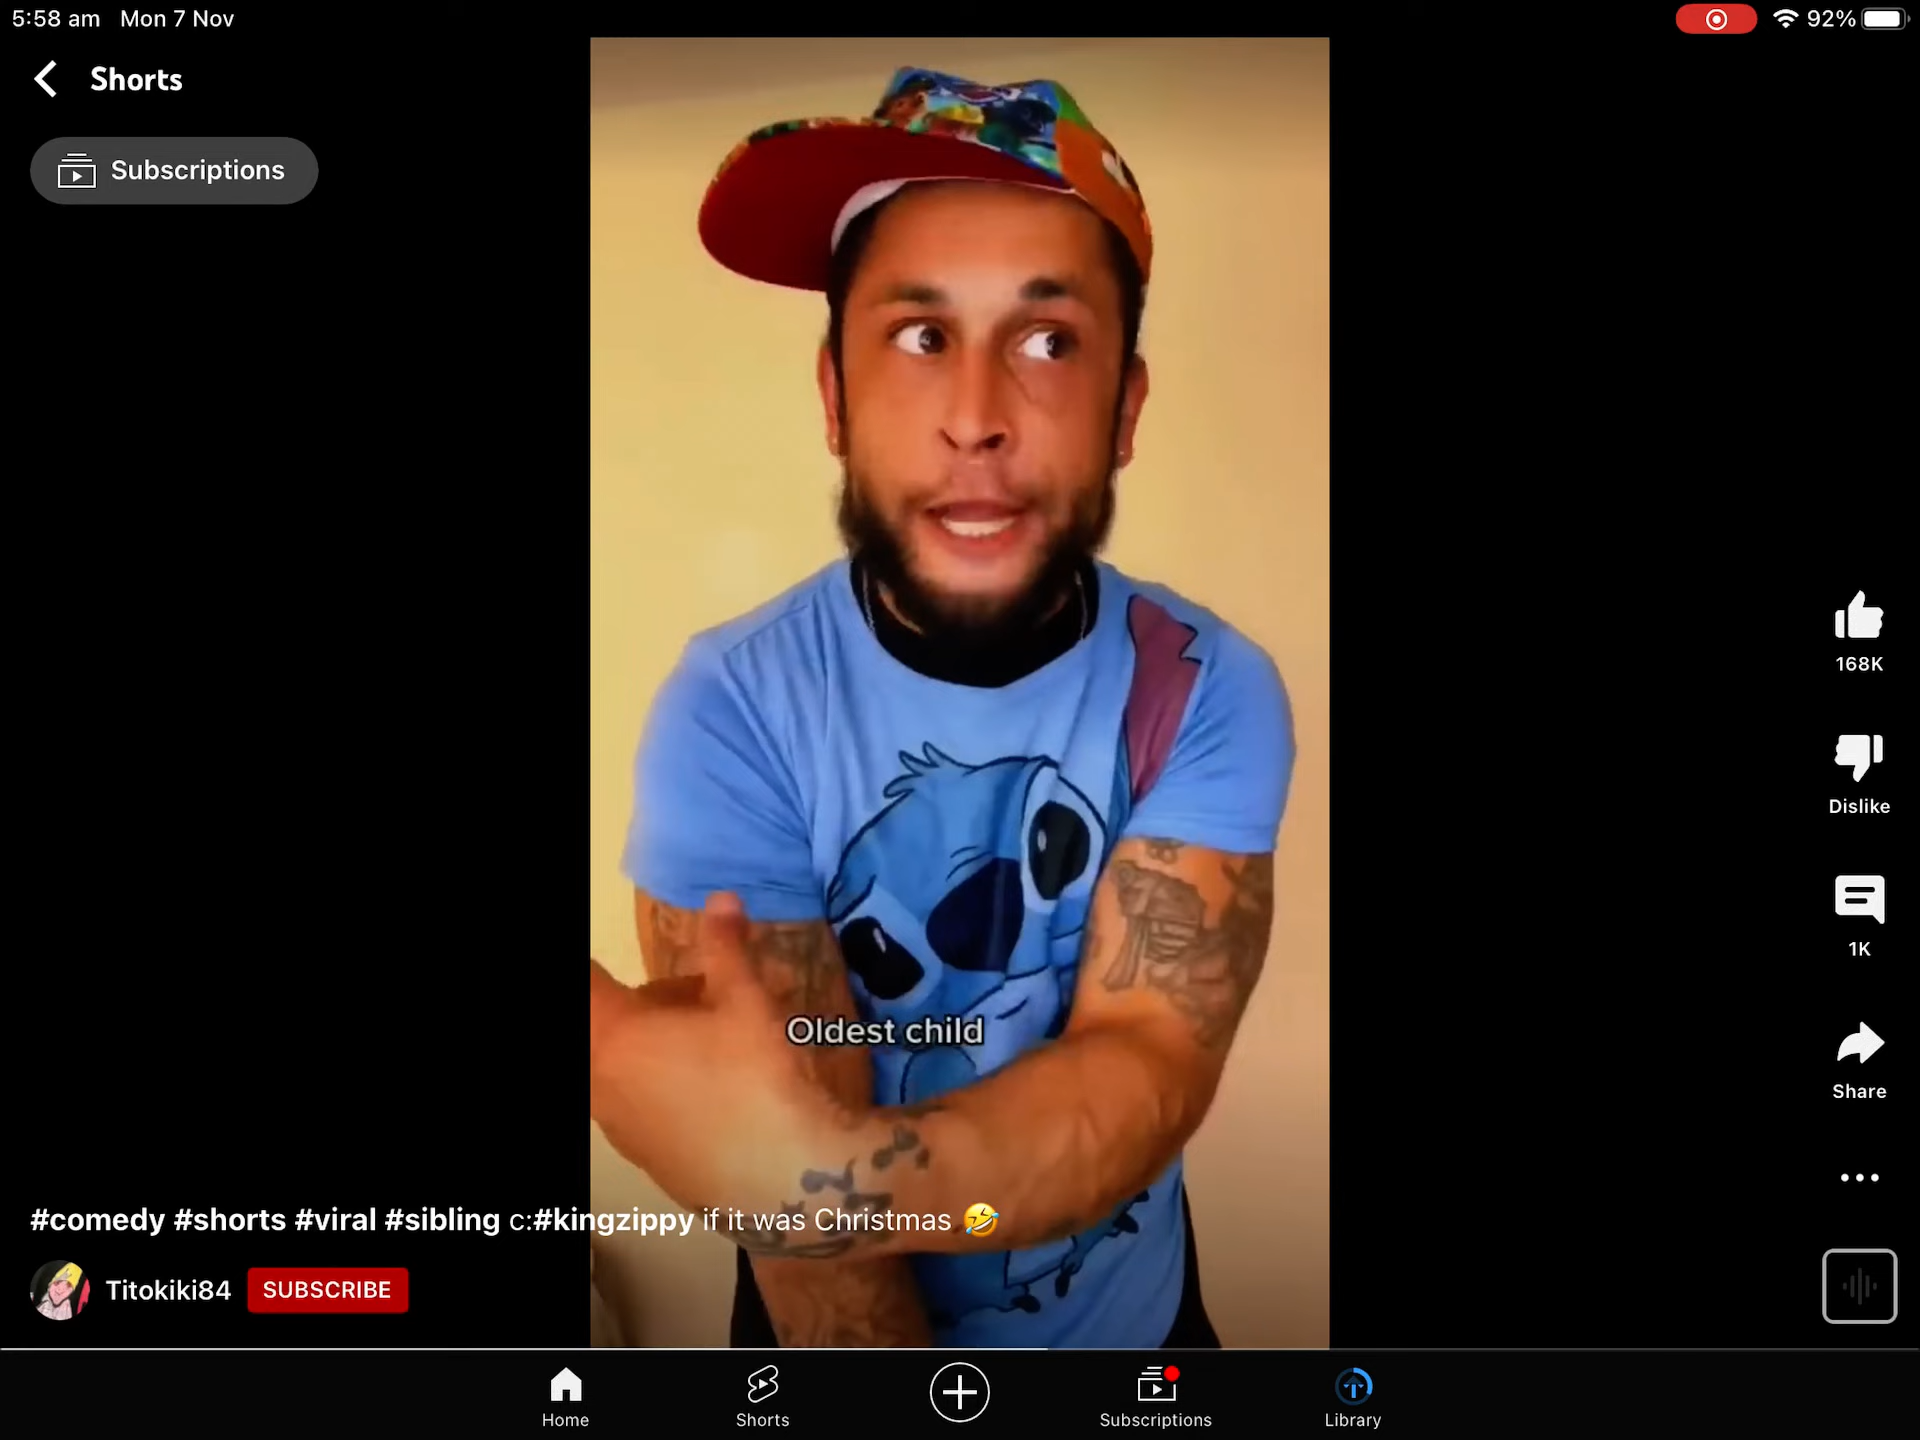 5:58 am Mon 7 Nov
92%
Shorts
Subscriptions
168K
Dislike
1K
Share
Oldest child
#comedy #shorts #viral #sibling c:#kingzippy if it was Christmas 🤣
Titokiki84 SUBSCRIBE
Home Shorts Subscriptions Library